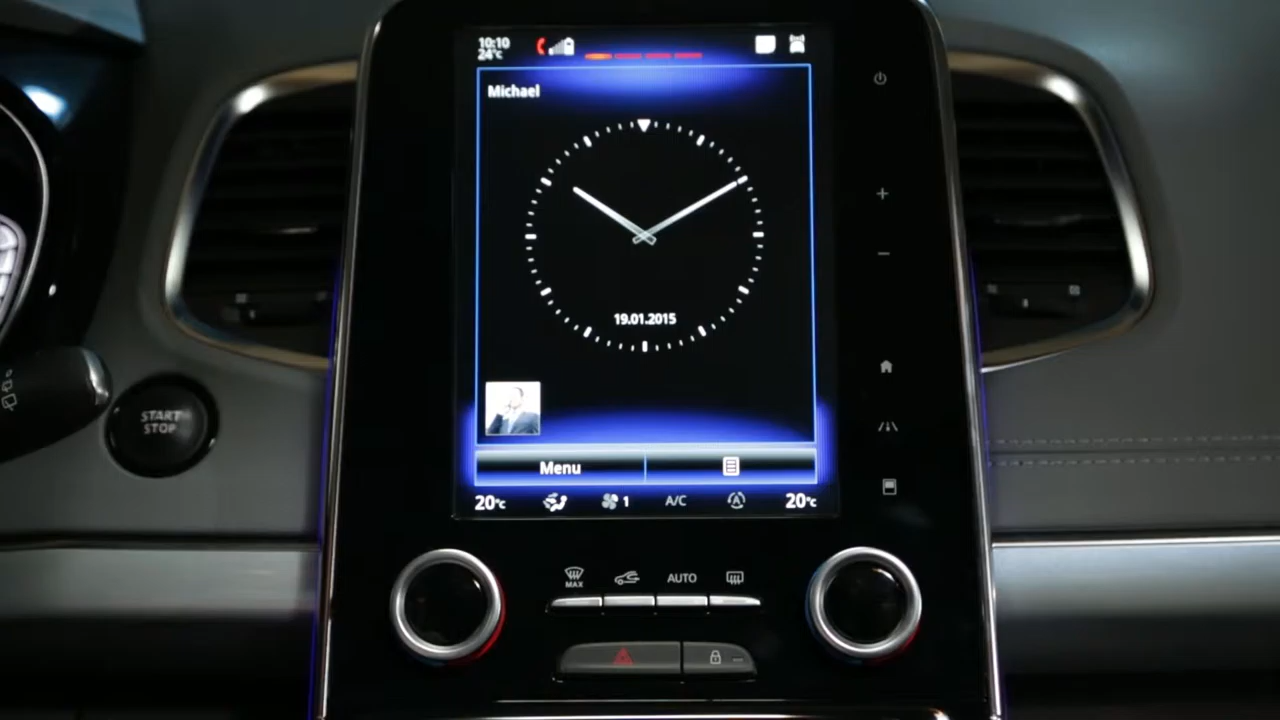 10:10
24°C
Michael
19.01.2015
START
STOP
Menu
20°C
1
A/C
20°C
MAX
AUTO